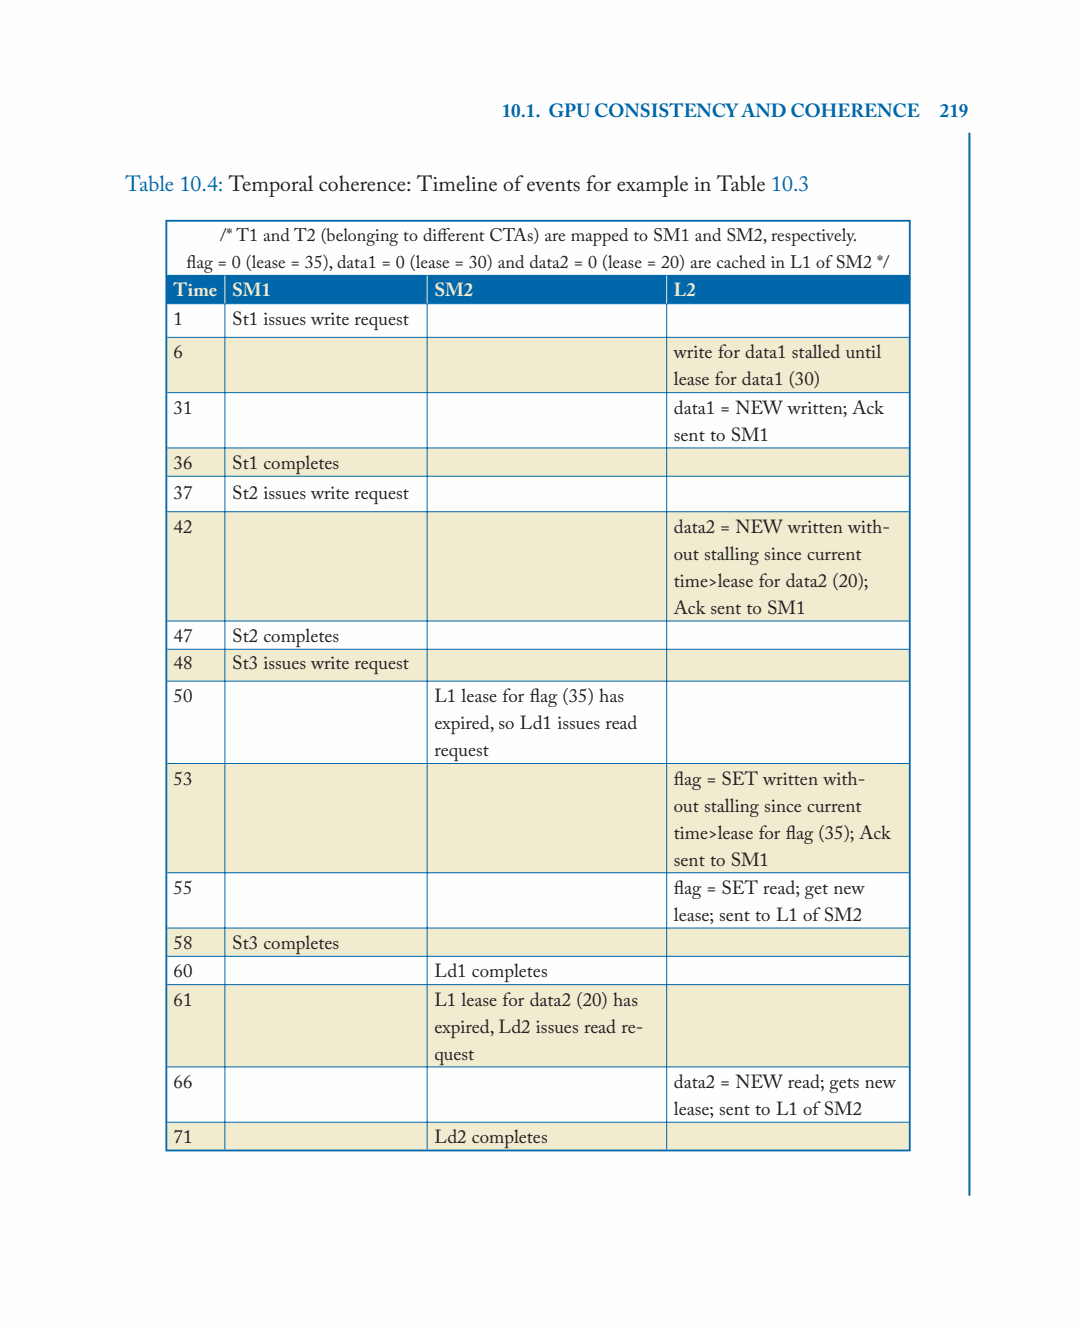 10.1. GPU CONSISTENCY AND COHERENCE 219
Table 10.4: Temporal coherence: Timeline of events for example in Table 10.3
/* T1 and T2 (belonging to different CTAs) are mapped to SM1 and SM2, respectively.
flag = 0 (lease = 35), data1 = 0 (lease = 30) and data2 = 0 (lease = 20) are cached in L1 of SM2 */
Time SM1 SM2 L2
1 St1 issues write request
6 write for data1 stalled until
lease for data1 (30)
31 data1 = NEW written; Ack
sent to SM1
36 St1 completes
37 St2 issues write request
42 data2 = NEW written with-
out stalling since current
time>lease for data2 (20);
Ack sent to SM1
47 St2 completes
48 St3 issues write request
50 L1 lease for flag (35) has
expired, so Ld1 issues read
request
53 flag = SET written with-
out stalling since current
time>lease for flag (35); Ack
sent to SM1
55 flag = SET read; get new
lease; sent to L1 of SM2
58 St3 completes
60 Ld1 completes
61 L1 lease for data2 (20) has
expired, Ld2 issues read re-
quest
66 data2 = NEW read; gets new
lease; sent to L1 of SM2
71 Ld2 completes